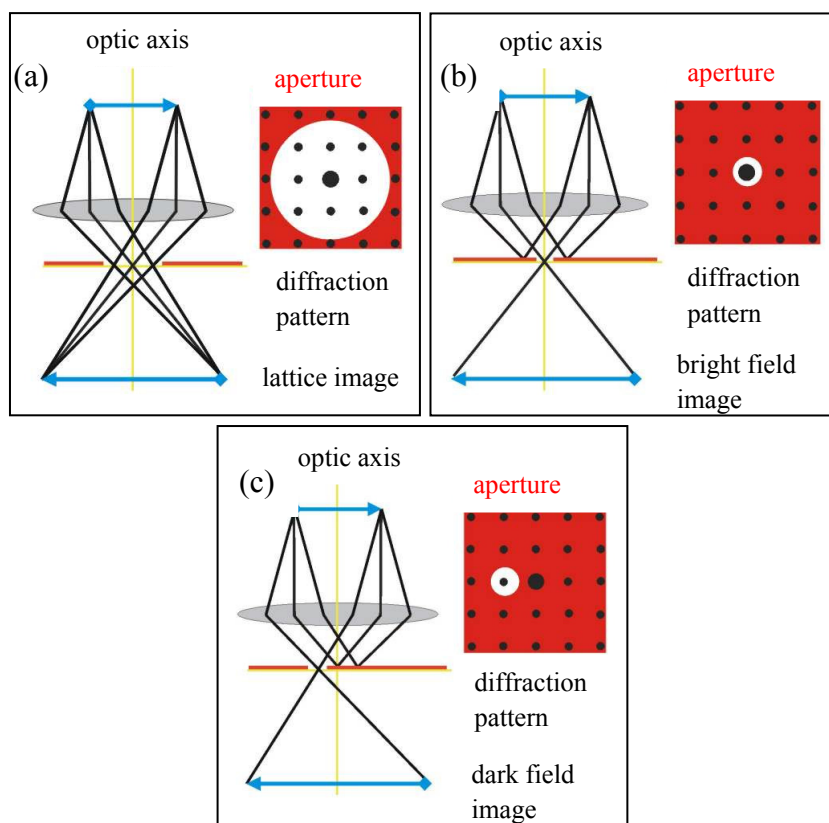 optic axis
(a)
aperture
diffraction
pattern
lattice image
optic axis
(b)
aperture
diffraction
pattern
bright field
image
optic axis
(c)
aperture
diffraction
pattern
dark field
image